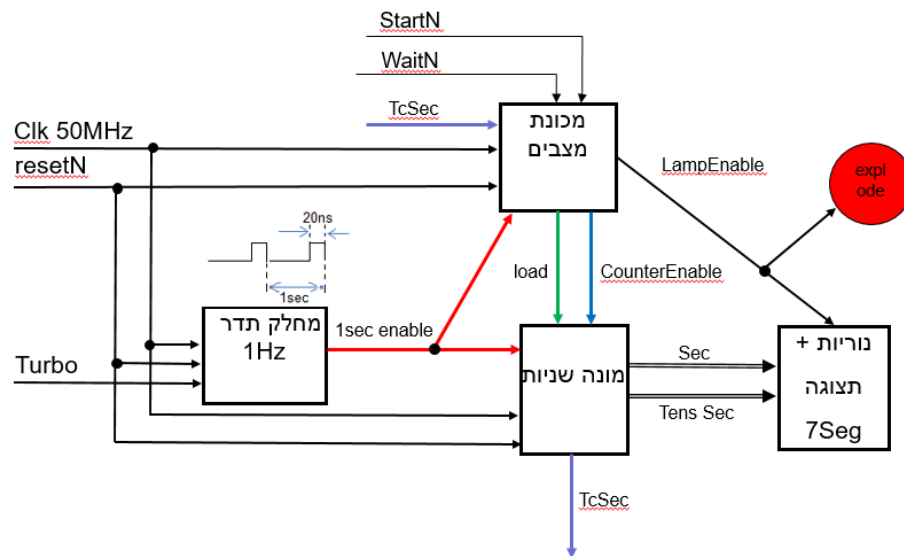 StartN
WaitN
TcSec
Clk 50MHz
resetN
מכונת
מצבים
LampEnable
expl
ode
20ns
1sec
load
CounterEnable
מחלק תדר
1Hz
1sec enable
Turbo
מונה שניות
Sec
Tens Sec
נוריות +
תצוגה
7Seg
TcSec